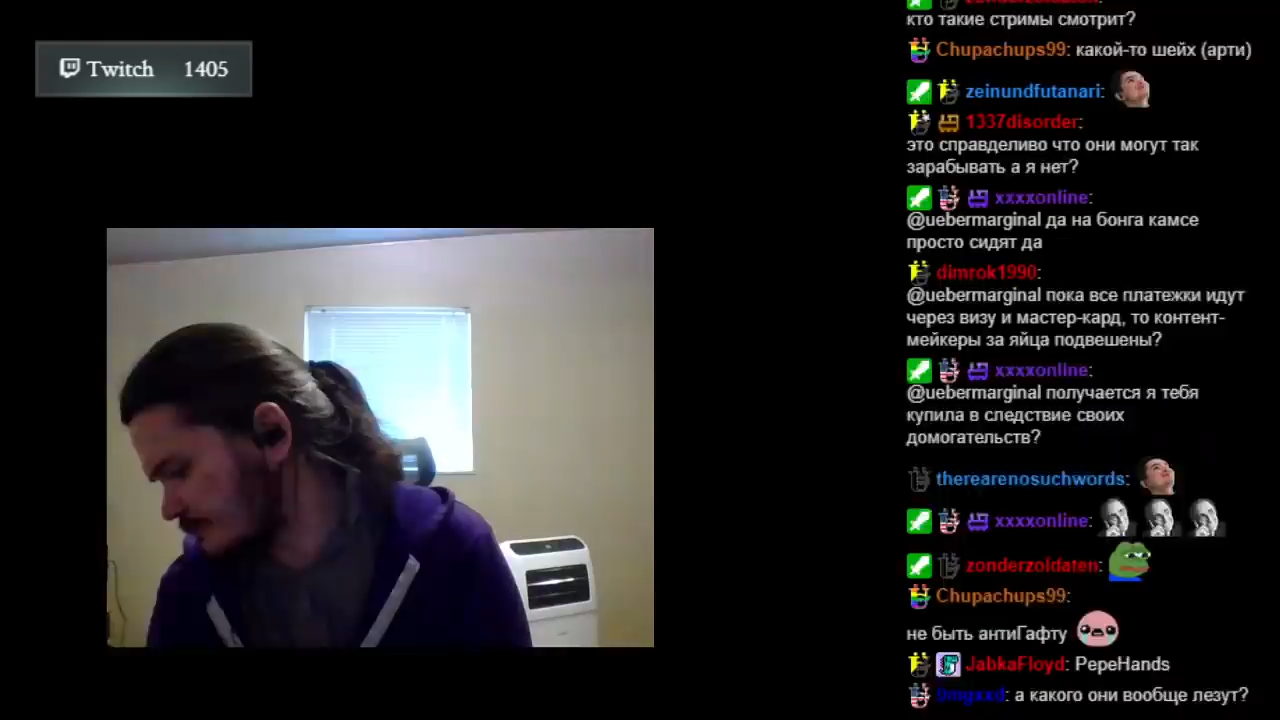 Twitch 1405
кто такие стримы смотрит?
Chupachups99: какой-то шейх (арти)
zeinundfutanari:
1337disorder:
это справделиво что они могут так
зарабывать а я нет?
xxxxonline:
@uebermarginal да на бонга камсе
просто сидят да
dimrok1990:
@uebermarginal пока все платежки идут
через визу и мастер-кард, то контент-
мейкеры за яйца подвешены?
xxxxonline:
@uebermarginal получается я тебя
купила в следствие своих
домогательств?
therearenosuchwords:
xxxxonline:
zonderzoldaten:
Chupachups99:
не быть антиГафту
JabkaFloyd: PepeHands
а какого они вообще лезут?